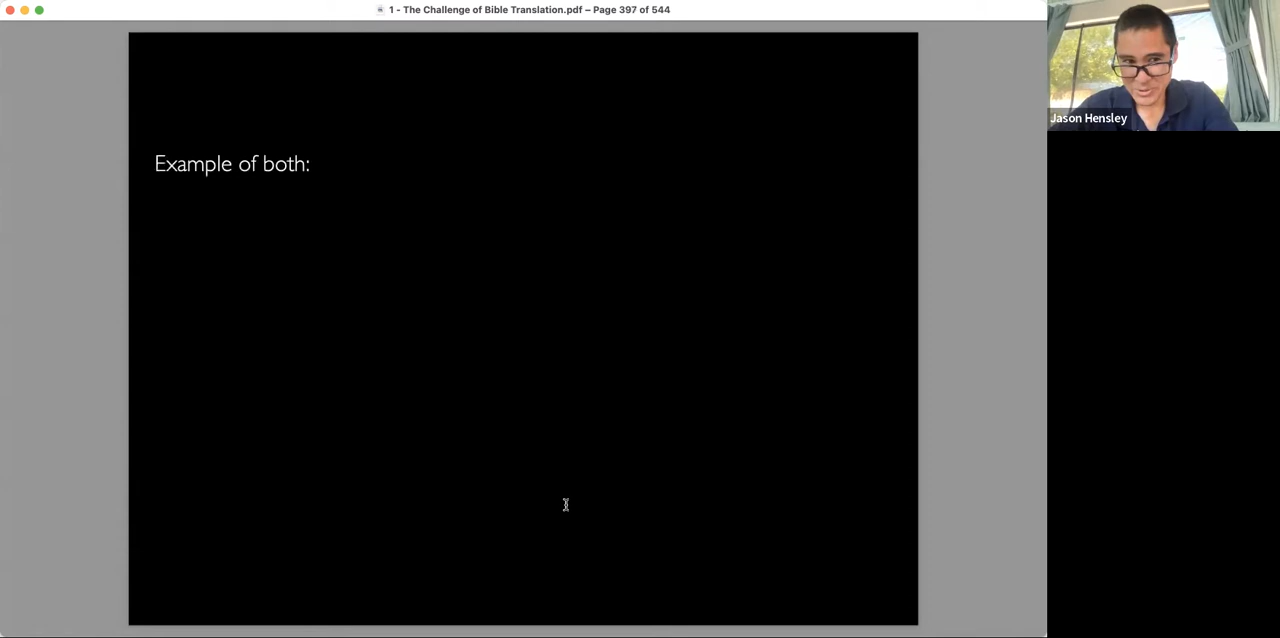 1 - The Challenge of Bible Translation.pdf – Page 397 of 544
Jason Hensley
Example of both: